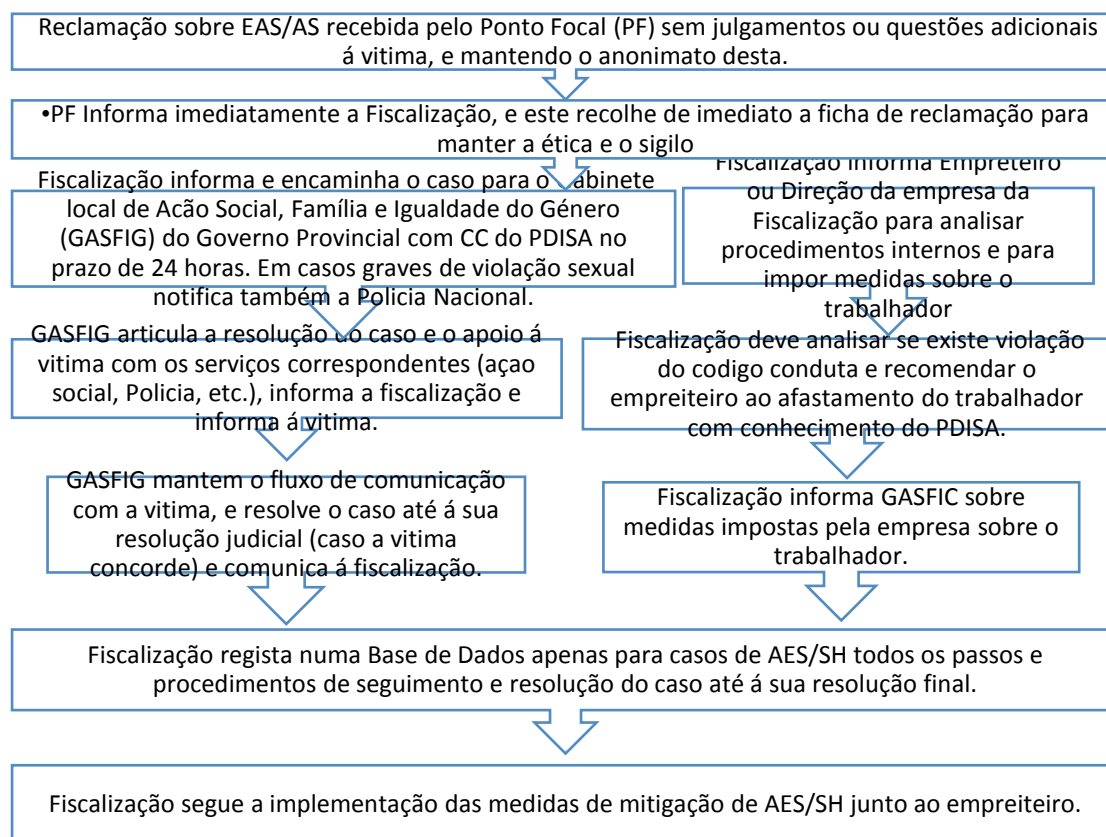 Reclamação sobre EAS/AS recebida pelo Ponto Focal (PF) sem julgamentos ou questões adicionais
á vitima, e mantendo o anonimato desta.
•PF Informa imediatamente a Fiscalização, e este recolhe de imediato a ficha de reclamação para
manter a ética e o sigilo
Fiscalização informa e encaminha o caso para o Gabinete
local de Acão Social, Família e Igualdade do Género
(GASFIG) do Governo Provincial com CC do PDISA no
prazo de 24 horas. Em casos graves de violação sexual
notifica também a Policia Nacional.
Fiscalização informa Empreteiro
ou Direção da empresa da
Fiscalização para analisar
procedimentos internos e para
impor medidas sobre o
trabalhador
GASFIG articula a resolução do caso e o apoio á
vitima com os serviços correspondentes (açao
social, Policia, etc.), informa a fiscalização e
informa á vitima.
Fiscalização deve analisar se existe violação
do codigo conduta e recomendar o
empreiteiro ao afastamento do trabalhador
com conhecimento do PDISA.
GASFIG mantem o fluxo de comunicação
com a vitima, e resolve o caso até á sua
resolução judicial (caso a vitima
concorde) e comunica á fiscalização.
Fiscalização informa GASFIC sobre
medidas impostas pela empresa sobre o
trabalhador.
Fiscalização regista numa Base de Dados apenas para casos de AES/SH todos os passos e
procedimentos de seguimento e resolução do caso até á sua resolução final.
Fiscalização segue a implementação das medidas de mitigação de AES/SH junto ao empreiteiro.